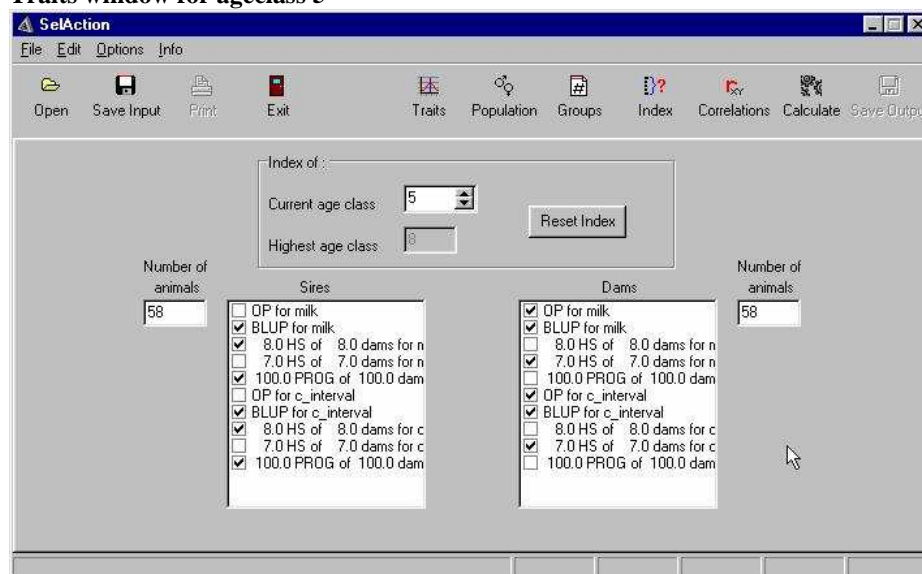 Traits window for ageclass 5
SelAction
File Edit Options Info
Open Save Input Print Exit Traits Population Groups Index Correlations Calculate Save Outpu
Index of :
Current age class 5
Highest age class 8
Reset Index
Number of animals
58
Sires
OP for milk
BLUP for milk
8.0 HS of 8.0 dams for n
7.0 HS of 7.0 dams for n
100.0 PROG of 100.0 dam
OP for c_interval
BLUP for c_interval
8.0 HS of 8.0 dams for c
7.0 HS of 7.0 dams for c
100.0 PROG of 100.0 dam
Dams
OP for milk
BLUP for milk
8.0 HS of 8.0 dams for n
7.0 HS of 7.0 dams for n
100.0 PROG of 100.0 dam
OP for c_interval
BLUP for c_interval
8.0 HS of 8.0 dams for c
7.0 HS of 7.0 dams for c
100.0 PROG of 100.0 dam
Number of animals
58